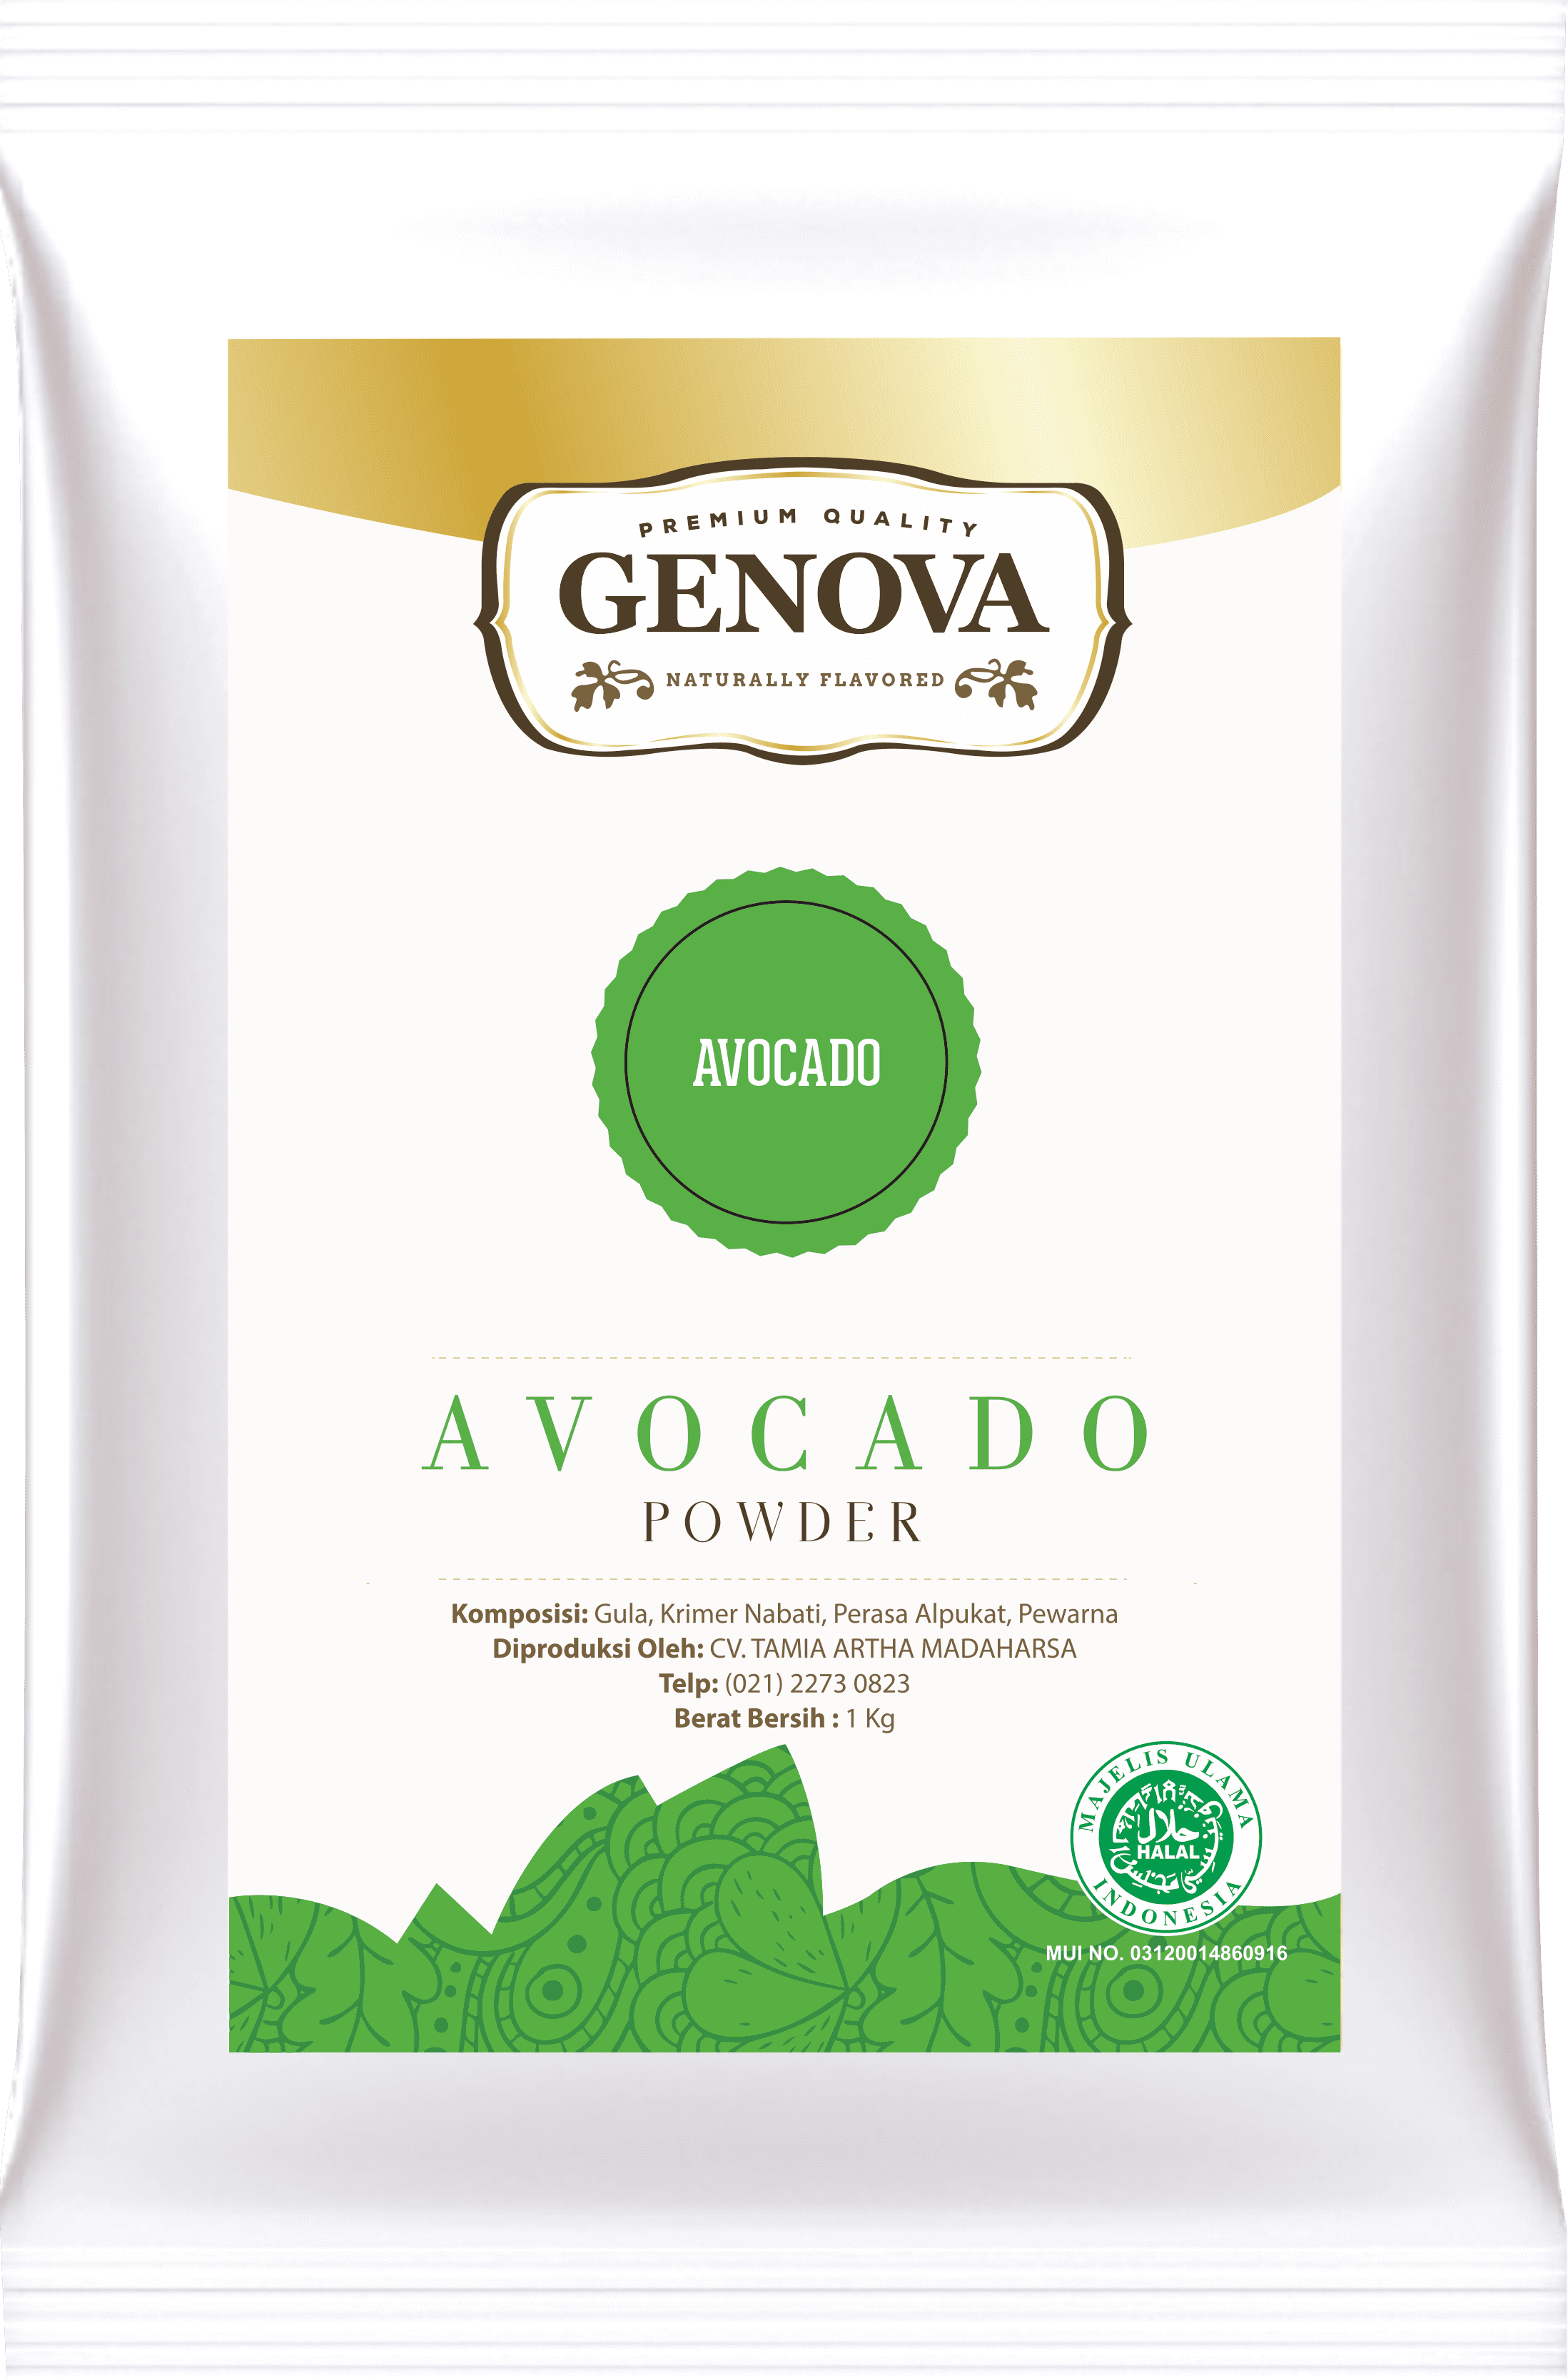 PREMIUM QUALITY
GENOVA
NATURALLY FLAVORED
AVOCADO
AVOCADO
POWDER
Komposisi: Gula, Krimer Nabati, Perasa Alpukat, Pewarna
Diproduksi Oleh: CV. TAMIA ARTHA MADAHARSA
Telp: (021) 2273 0823
Berat Bersih : 1 Kg
MAJELIS ULAMA
حلال
HALAL
INDONESIA
MUI NO. 03120014860916